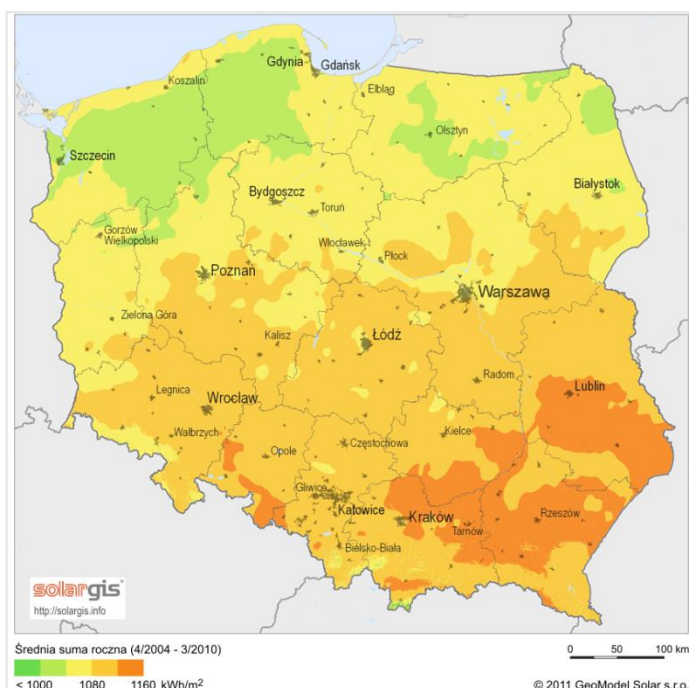 Gdynia
Gdańsk
Koszalin
Elbląg
Olsztyn
Szczecin
Białystok
Bydgoszcz
Toruń
Gorzów
Wielkopolski
Włocławek
Płock
Poznań
Warszawa
Zielona Góra
Kalisz
Łódź
Radom
Legnica
Wrocław
Lublin
Wałbrzych
Opole
Częstochowa
Kielce
Gliwice
Katowice
Kraków
Tarnów
Rzeszów
Bielsko-Biała
solargis
http://solargis.info
Średnia suma roczna (4/2004 - 3/2010)
0 50 100 km
< 1000 1080 1160 kWh/m²
© 2011 GeoModel Solar s.r.o.